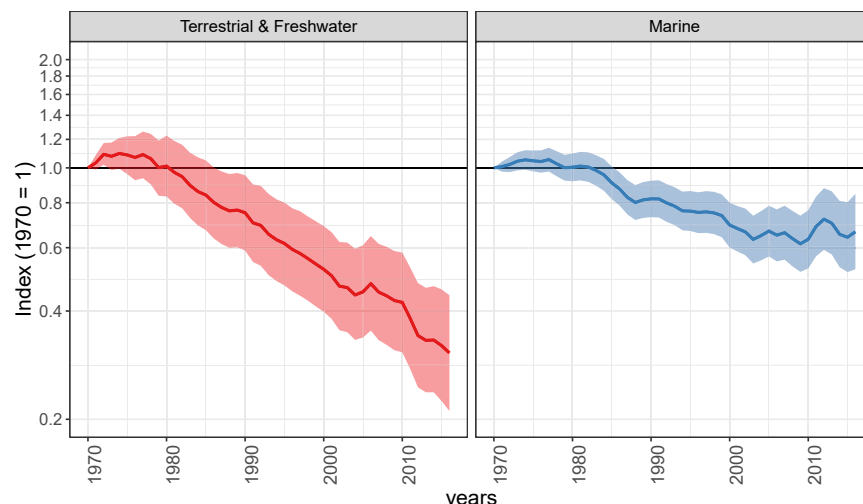 Terrestrial & Freshwater
Marine
Index (1970 = 1)
2.0
1.8
1.6
1.4
1.2
1.0
0.8
0.6
0.4
0.2
1970 1980 1990 2000 2010
1970 1980 1990 2000 2010
years